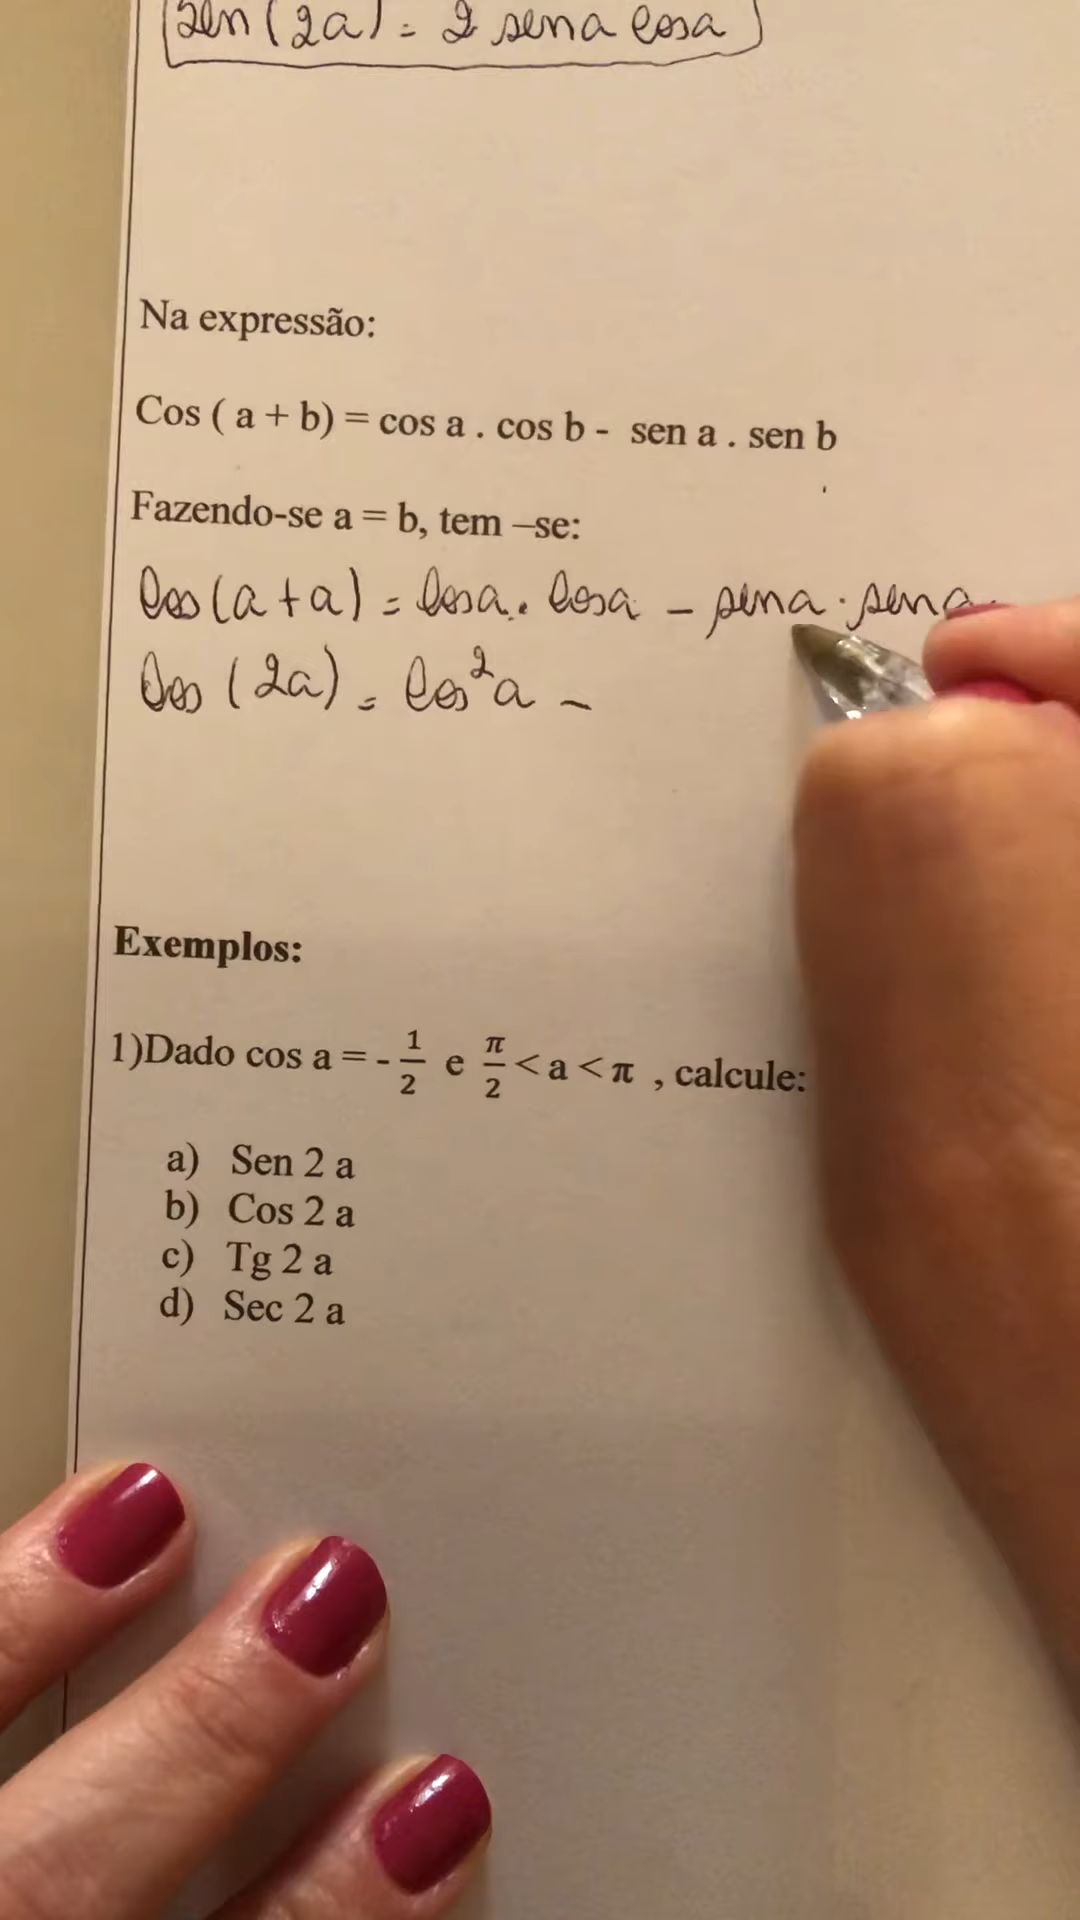 sen (2a) = 2 sena cosa
Na expressão:
Cos ( a + b) = cos a . cos b - sen a . sen b
Fazendo-se a = b, tem –se:
Cos (a + a) = Cosa . Cosa - sena . sena
Cos (2a) = Cos²a -
Exemplos:
1)Dado cos a = - 1/2 e π/2 < a < π , calcule:
a) Sen 2 a
b) Cos 2 a
c) Tg 2 a
d) Sec 2 a